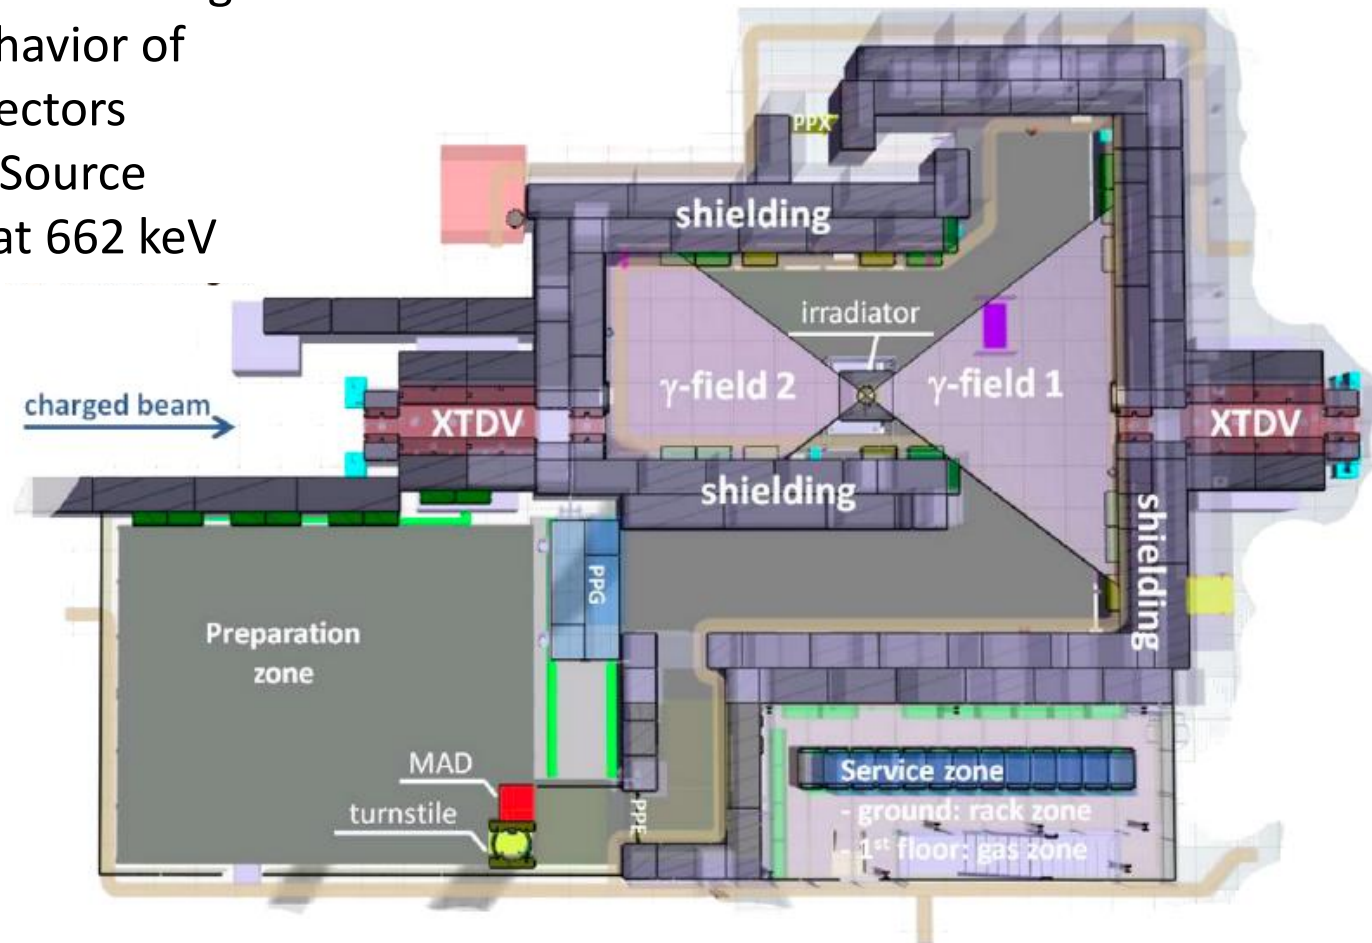 havior of
ectors
Source
at 662 keV
PPX
shielding
irradiator
γ-field 2
γ-field 1
charged beam
XTDV
XTDV
shielding
shielding
PPG
Preparation
zone
MAD
turnstile
PPE
Service zone
- ground: rack zone
- 1st floor: gas zone